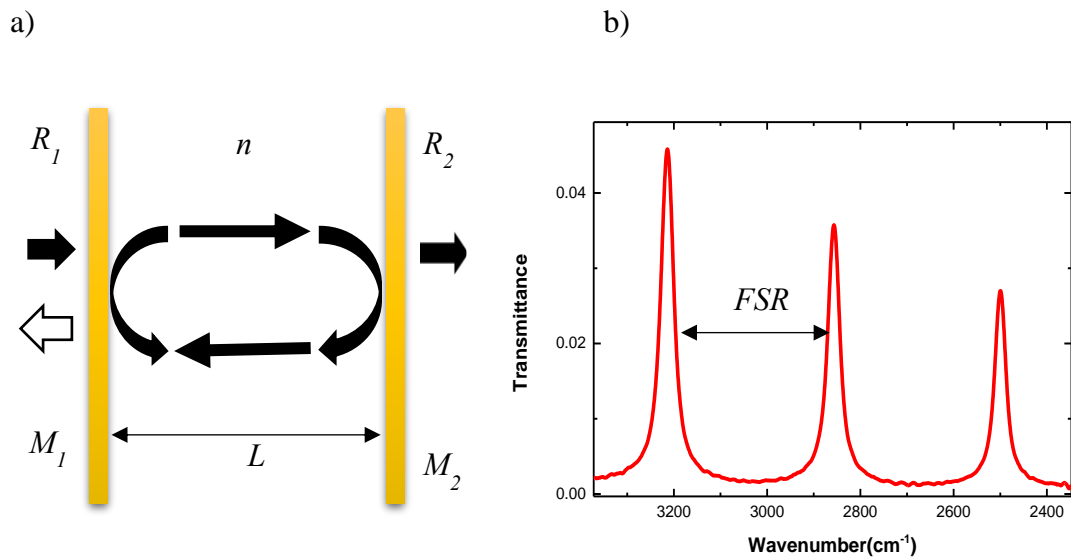 a)
R1 n R2
M1 L M2
b)
Transmittance
0.04
0.02
0.00
FSR
3200 3000 2800 2600 2400
Wavenumber(cm-1)